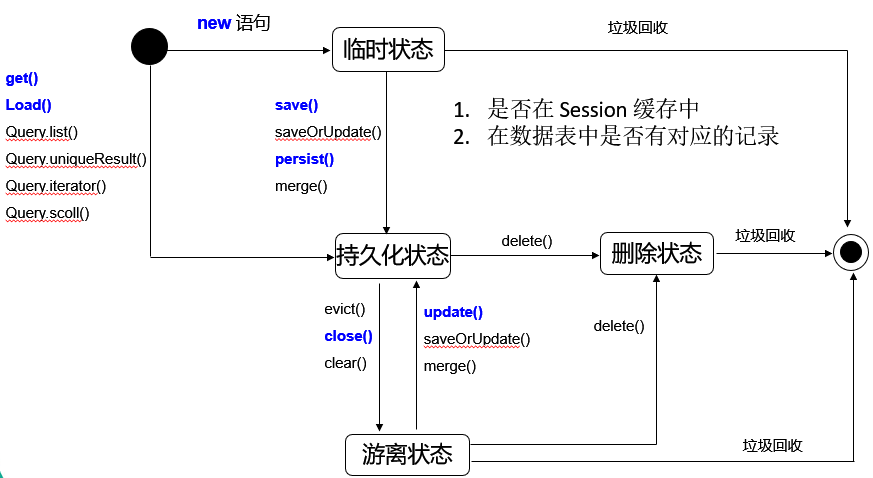 new 语句
临时状态
垃圾回收
get()
Load()
Query.list()
Query.uniqueResult()
Query.iterator()
Query.scoll()
save()
saveOrUpdate()
persist()
merge()
1. 是否在 Session 缓存中
2. 在数据表中是否有对应的记录
持久化状态
delete()
删除状态
垃圾回收
evict()
close()
clear()
update()
saveOrUpdate()
merge()
delete()
游离状态
垃圾回收